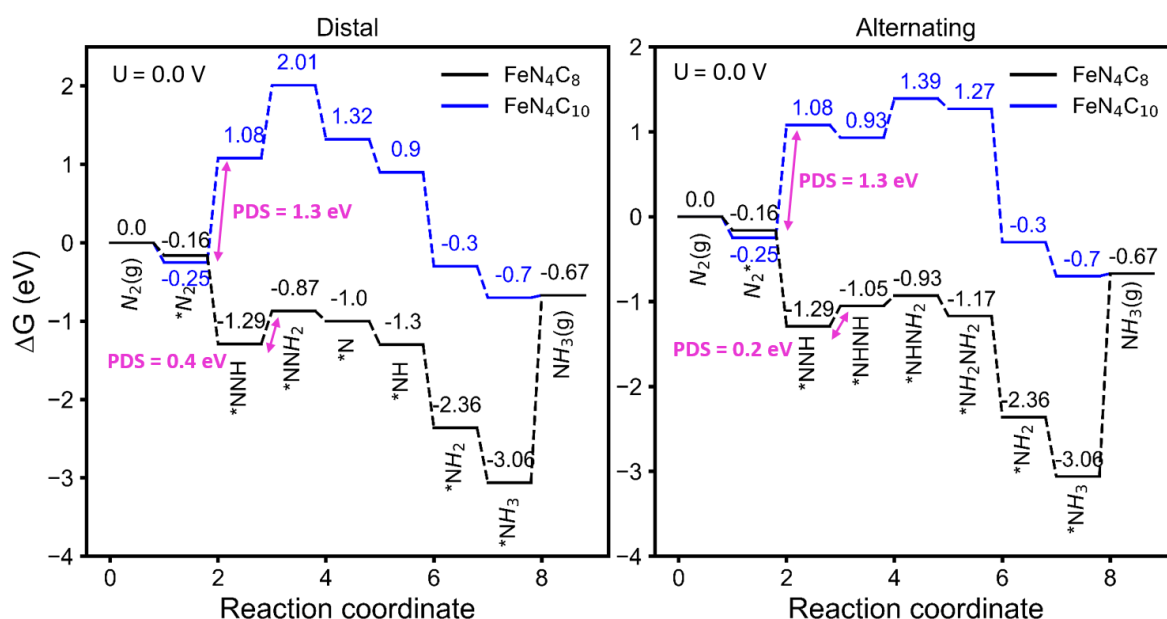 Distal
U = 0.0 V
FeN₄C₈
FeN₄C₁₀
2.01
1.08
1.32
0.9
PDS = 1.3 eV
0.0
-0.16
-0.25
-0.3
-0.7
-0.67
N₂(g)
*N₂
-1.29
-0.87
-1.0
-1.3
PDS = 0.4 eV
*NNH
*NNH₂
*N
*NH
-2.36
*NH₂
-3.06
*NH₃
NH₃(g)
ΔG (eV)
2
1
0
−1
−2
−3
−4
0 2 4 6 8
Reaction coordinate
Alternating
U = 0.0 V
FeN₄C₈
FeN₄C₁₀
1.08
0.93
1.39
1.27
PDS = 1.3 eV
0.0
-0.16
-0.25
-0.3
-0.7
-0.67
N₂(g)
N₂*
-1.29
-1.05
-0.93
-1.17
PDS = 0.2 eV
*NNH
*NHNH
*NHNH₂
*NH₂NH₂
-2.36
*NH₂
-3.06
*NH₃
NH₃(g)
2
1
0
−1
−2
−3
−4
0 2 4 6 8
Reaction coordinate